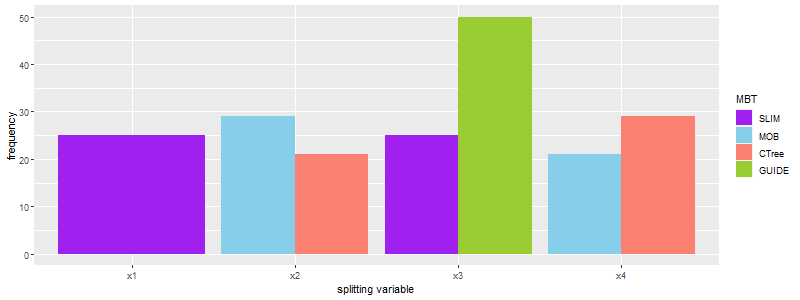 frequency
50
40
30
20
10
0
x1
x2
x3
x4
splitting variable
MBT
SLIM
MOB
CTree
GUIDE